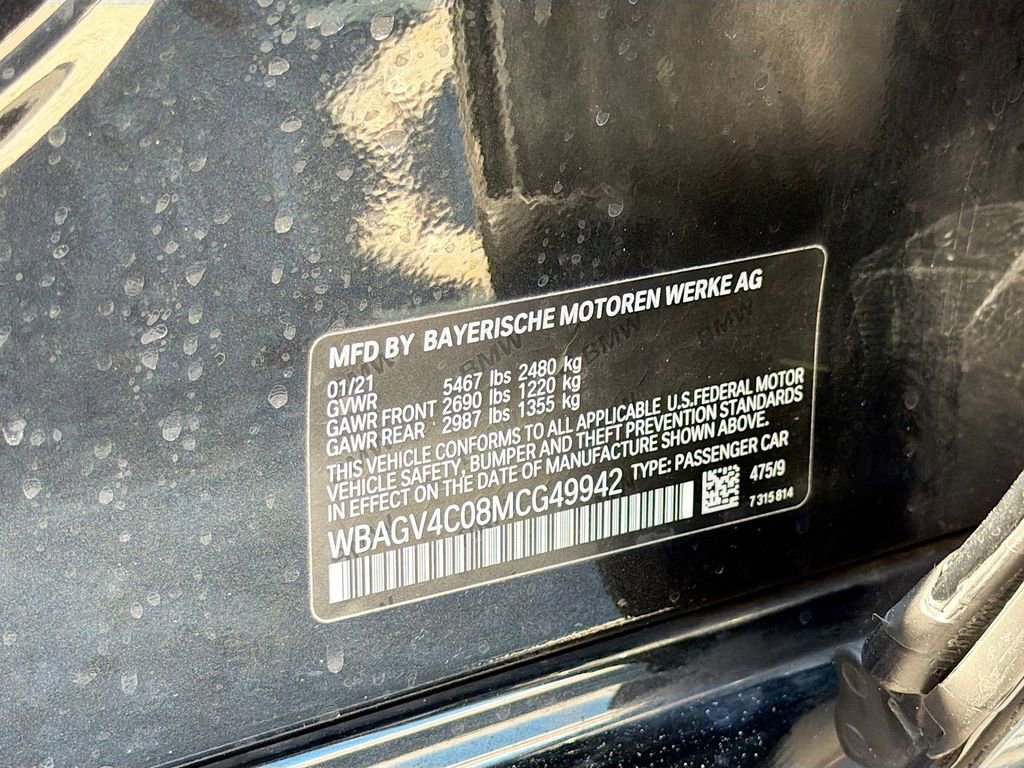 MFD BY BAYERISCHE MOTOREN WERKE AG
01/21
GVWR 5467 lbs 2480 kg
GAWR FRONT 2690 lbs 1220 kg
GAWR REAR 2987 lbs 1355 kg
THIS VEHICLE CONFORMS TO ALL APPLICABLE U.S.FEDERAL MOTOR
VEHICLE SAFETY, BUMPER AND THEFT PREVENTION STANDARDS
IN EFFECT ON THE DATE OF MANUFACTURE SHOWN ABOVE.
WBAGV4C08MCG49942 TYPE: PASSENGER CAR
475/9
7 315 814
BMW
BMW
BMW